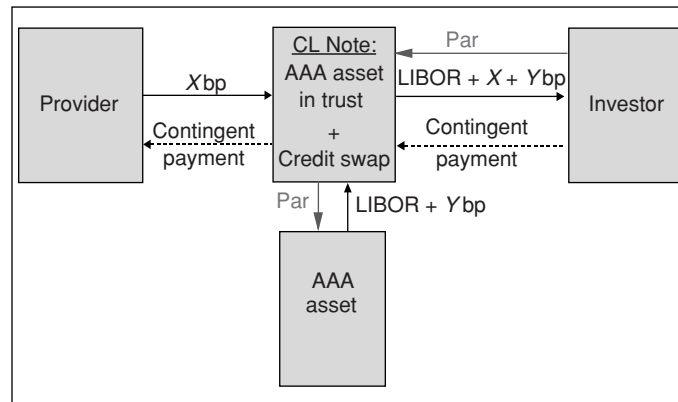 CL Note:
AAA asset
in trust
+
Credit swap
Provider
X bp
Contingent
payment
Par
LIBOR + X + Y bp
Contingent
payment
Investor
Par
LIBOR + Y bp
AAA
asset